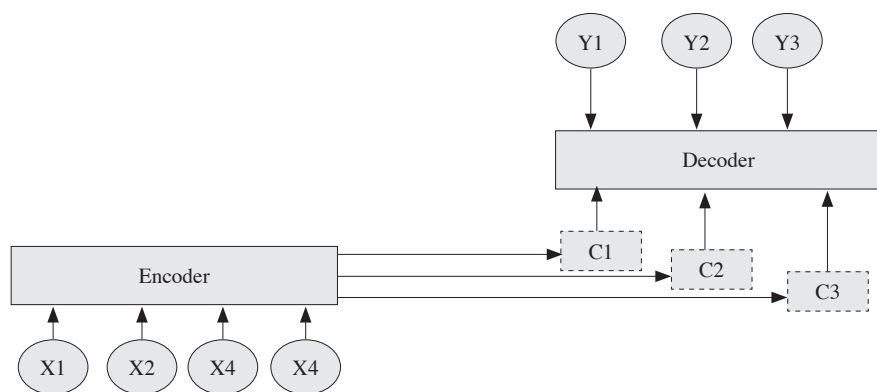 Y1 Y2 Y3
Decoder
C1
Encoder
C2
C3
X1 X2 X4 X4